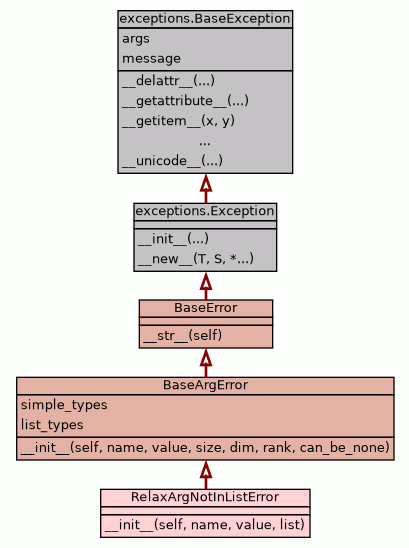 exceptions.BaseException
args
message
__delattr__(...)
__getattribute__(...)
__getitem__(x, y)
...
__unicode__(...)
exceptions.Exception
__init__(...)
__new__(T, S, *...)
BaseError
__str__(self)
BaseArgError
simple_types
list_types
__init__(self, name, value, size, dim, rank, can_be_none)
RelaxArgNotInListError
__init__(self, name, value, list)